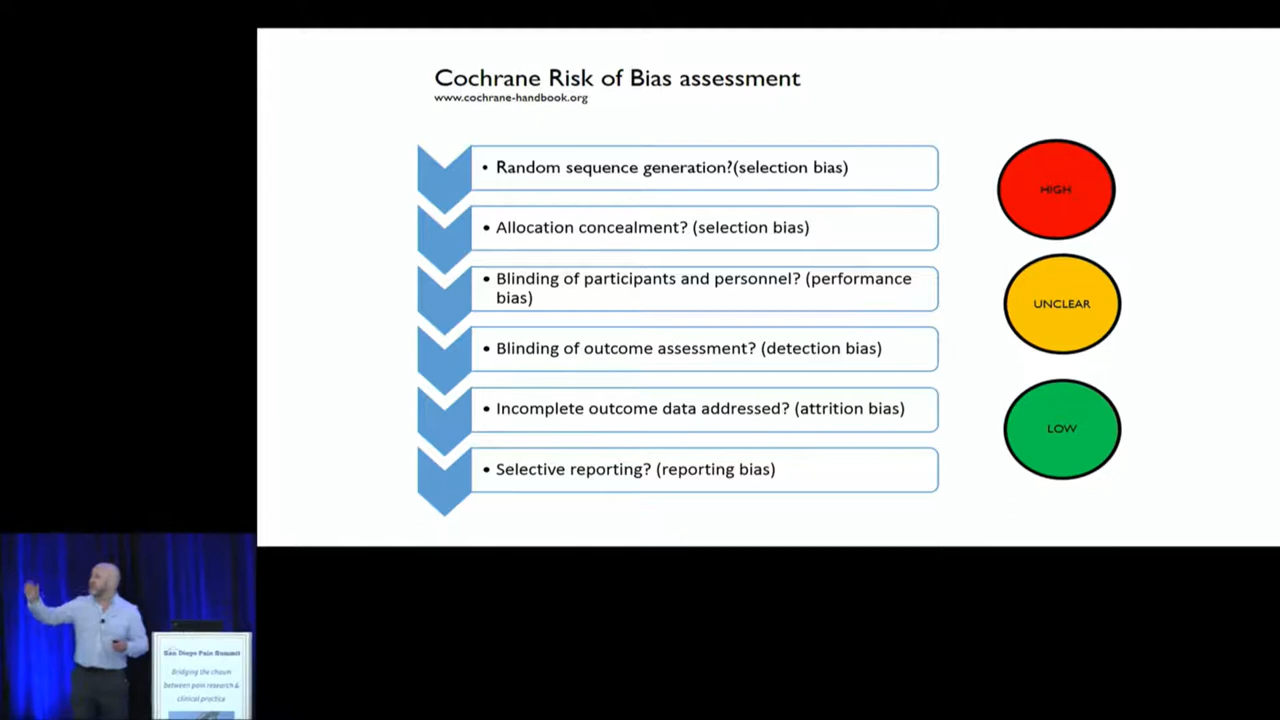 Cochrane Risk of Bias assessment
www.cochrane-handbook.org
• Random sequence generation?(selection bias)
• Allocation concealment? (selection bias)
• Blinding of participants and personnel? (performance
bias)
• Blinding of outcome assessment? (detection bias)
• Incomplete outcome data addressed? (attrition bias)
• Selective reporting? (reporting bias)
HIGH
UNCLEAR
LOW
San Diego Pain Summit
Bridging the chasm
between pain research &
clinical practice